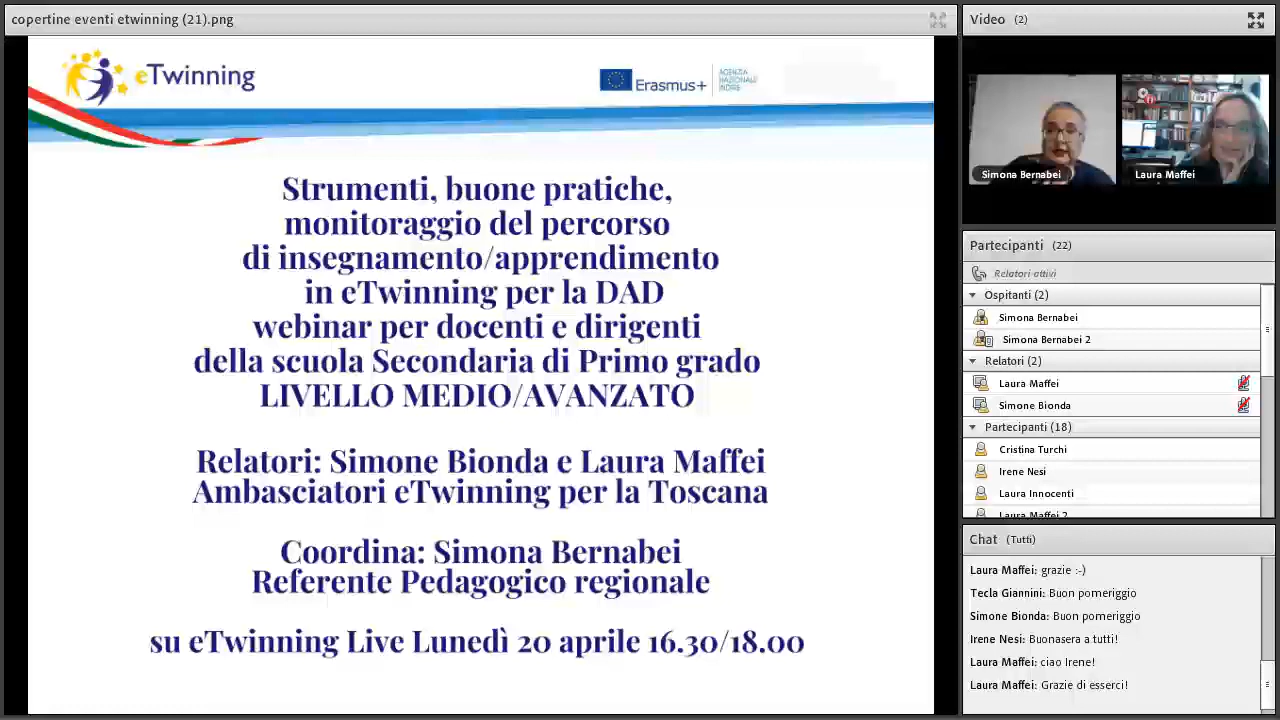 copertine eventi etwinning (21).png
eTwinning
Erasmus+
AGENZIA
NAZIONALE
INDIRE
Strumenti, buone pratiche,
monitoraggio del percorso
di insegnamento/apprendimento
in eTwinning per la DAD
webinar per docenti e dirigenti
della scuola Secondaria di Primo grado
LIVELLO MEDIO/AVANZATO
Relatori: Simone Bionda e Laura Maffei
Ambasciatori eTwinning per la Toscana
Coordina: Simona Bernabei
Referente Pedagogico regionale
su eTwinning Live Lunedì 20 aprile 16.30/18.00
Video (2)
Simona Bernabei
Laura Maffei
Partecipanti (22)
Relatori attivi
Ospitanti (2)
Simona Bernabei
Simona Bernabei 2
Relatori (2)
Laura Maffei
Simone Bionda
Partecipanti (18)
Cristina Turchi
Irene Nesi
Laura Innocenti
Laura Maffei 2
Chat (Tutti)
Laura Maffei: grazie :-)
Tecla Giannini: Buon pomeriggio
Simone Bionda: Buon pomeriggio
Irene Nesi: Buonasera a tutti!
Laura Maffei: ciao Irene!
Laura Maffei: Grazie di esserci!